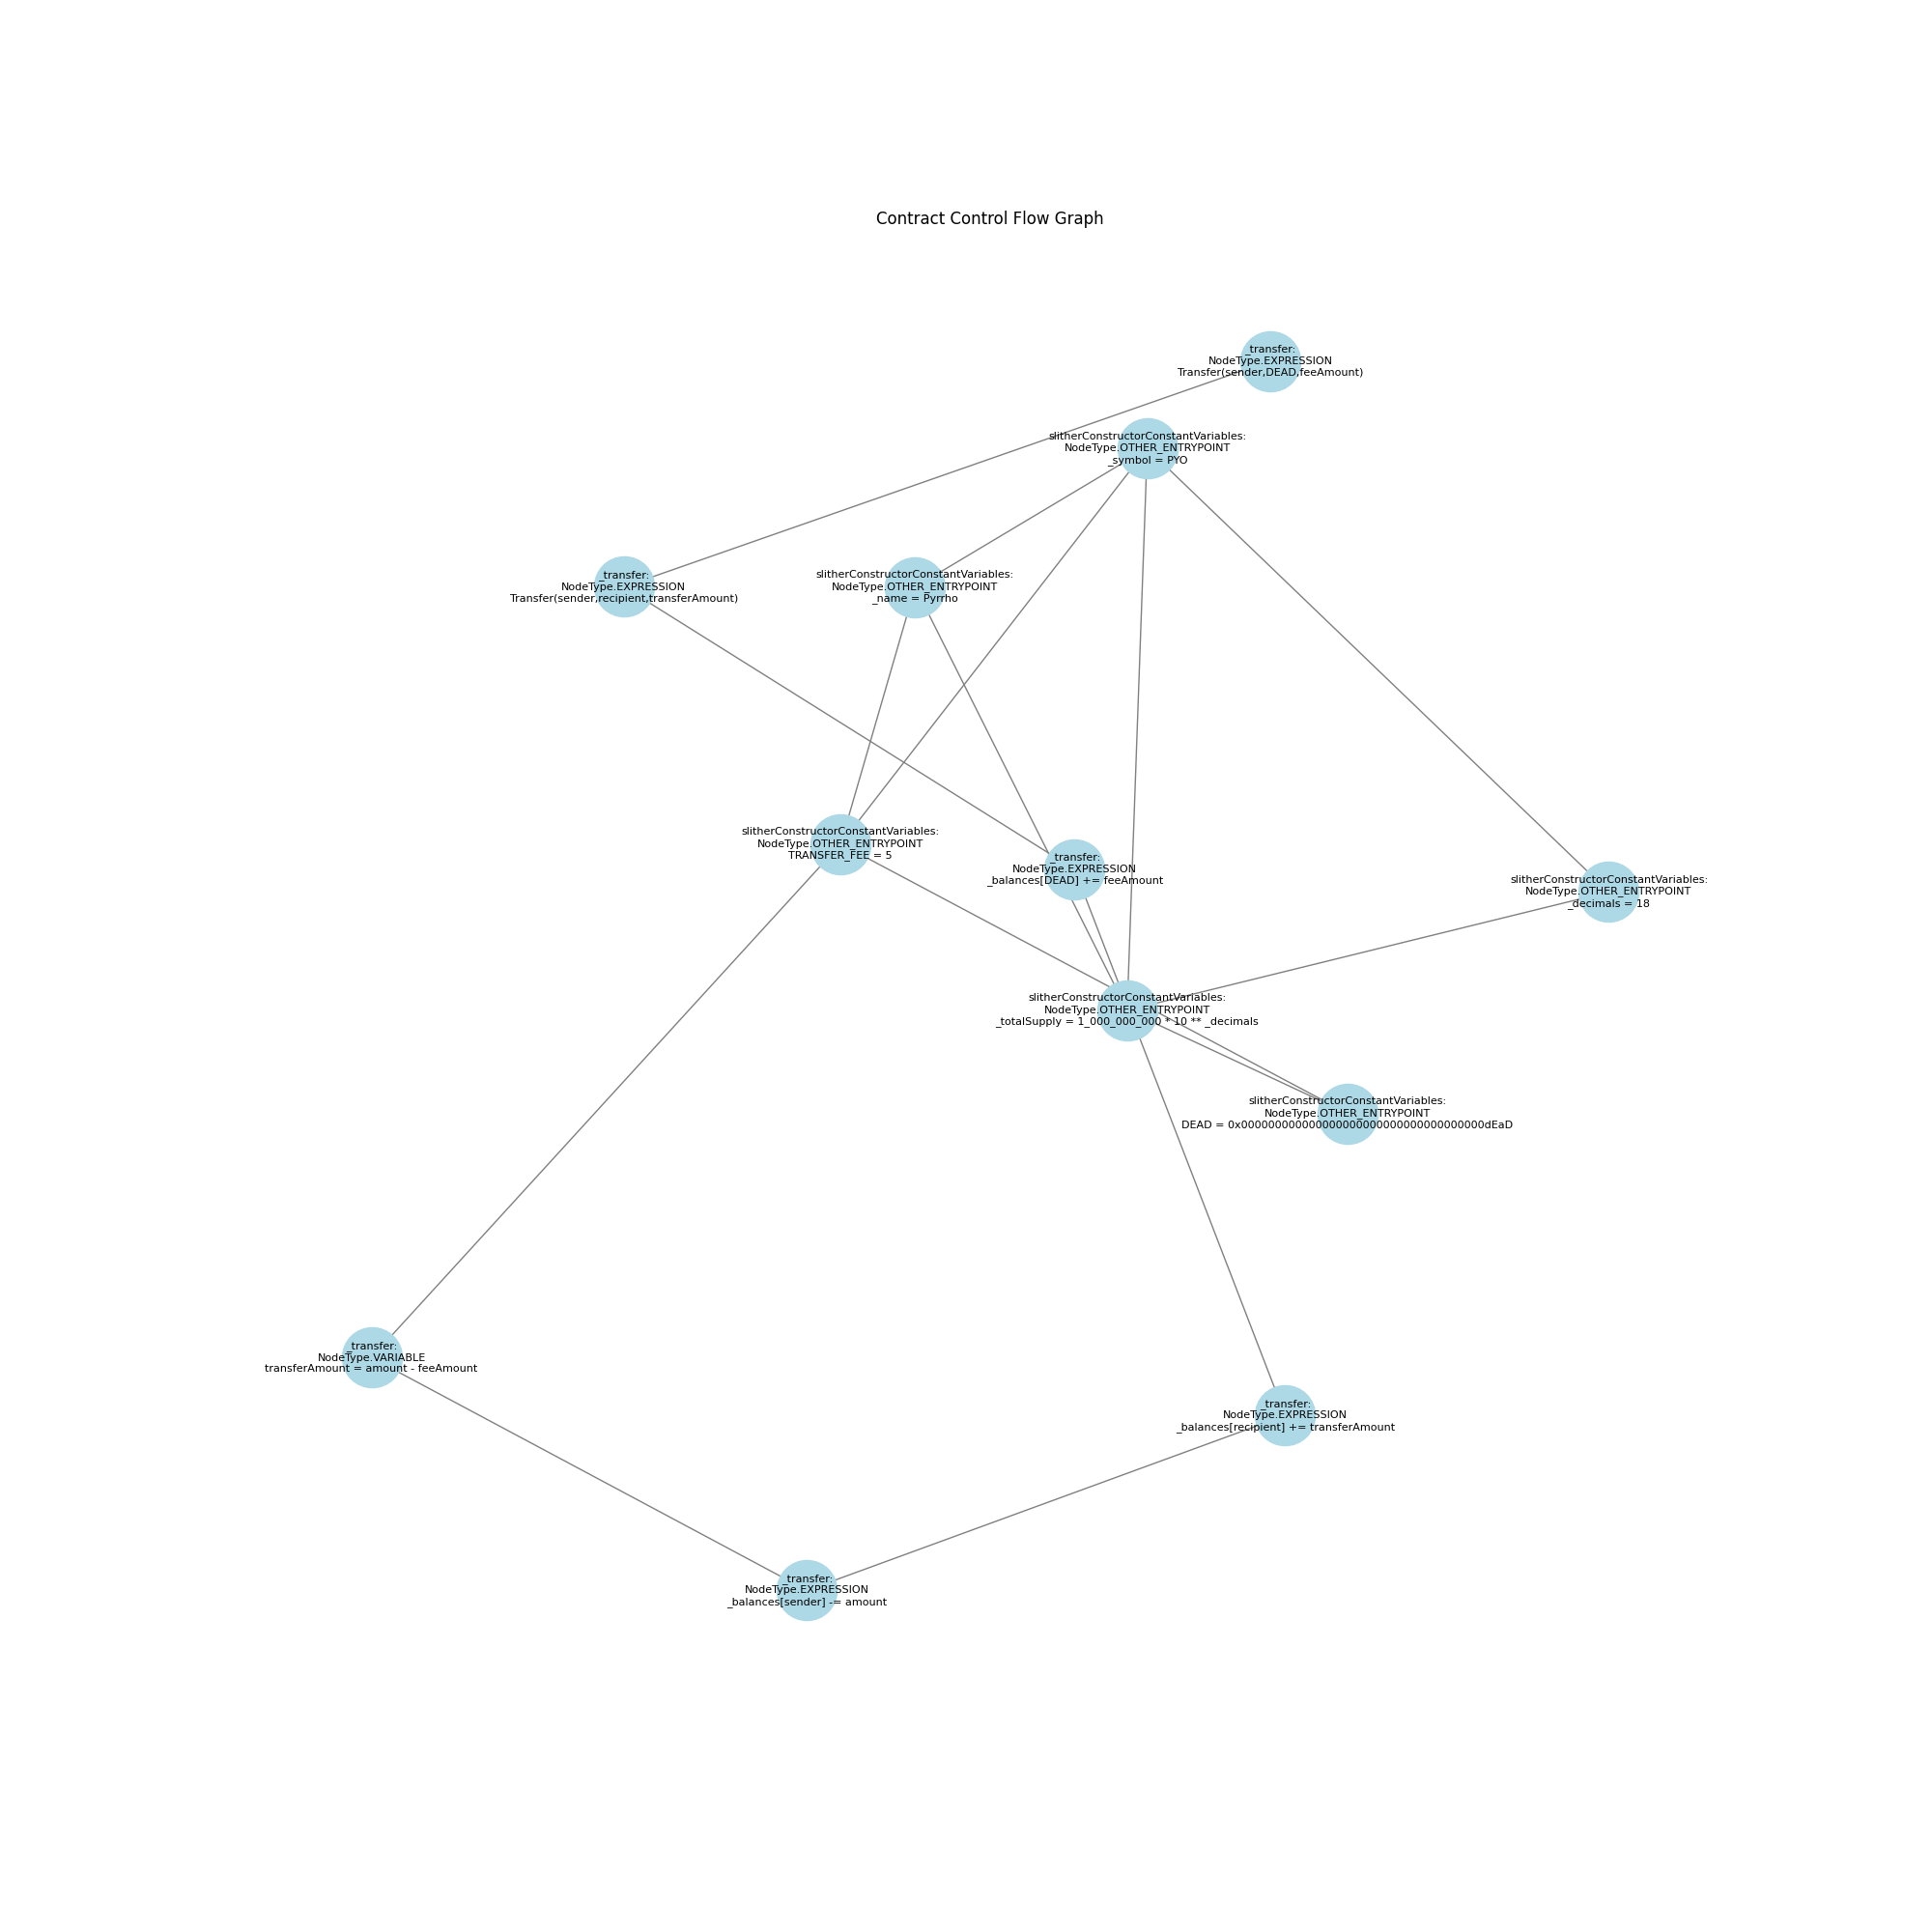 Contract Control Flow Graph
_transfer:
NodeType.EXPRESSION
Transfer(sender,DEAD,feeAmount)
slitherConstructorConstantVariables:
NodeType.OTHER_ENTRYPOINT
_symbol = PYO
_transfer:
NodeType.EXPRESSION
Transfer(sender,recipient,transferAmount)
slitherConstructorConstantVariables:
NodeType.OTHER_ENTRYPOINT
_name = Pyrrho
slitherConstructorConstantVariables:
NodeType.OTHER_ENTRYPOINT
TRANSFER_FEE = 5
_transfer:
NodeType.EXPRESSION
_balances[DEAD] += feeAmount
slitherConstructorConstantVariables:
NodeType.OTHER_ENTRYPOINT
_decimals = 18
slitherConstructorConstantVariables:
NodeType.OTHER_ENTRYPOINT
_totalSupply = 1_000_000_000 * 10 ** _decimals
slitherConstructorConstantVariables:
NodeType.OTHER_ENTRYPOINT
DEAD = 0x000000000000000000000000000000000000dEaD
_transfer:
NodeType.VARIABLE
transferAmount = amount - feeAmount
_transfer:
NodeType.EXPRESSION
_balances[recipient] += transferAmount
_transfer:
NodeType.EXPRESSION
_balances[sender] -= amount